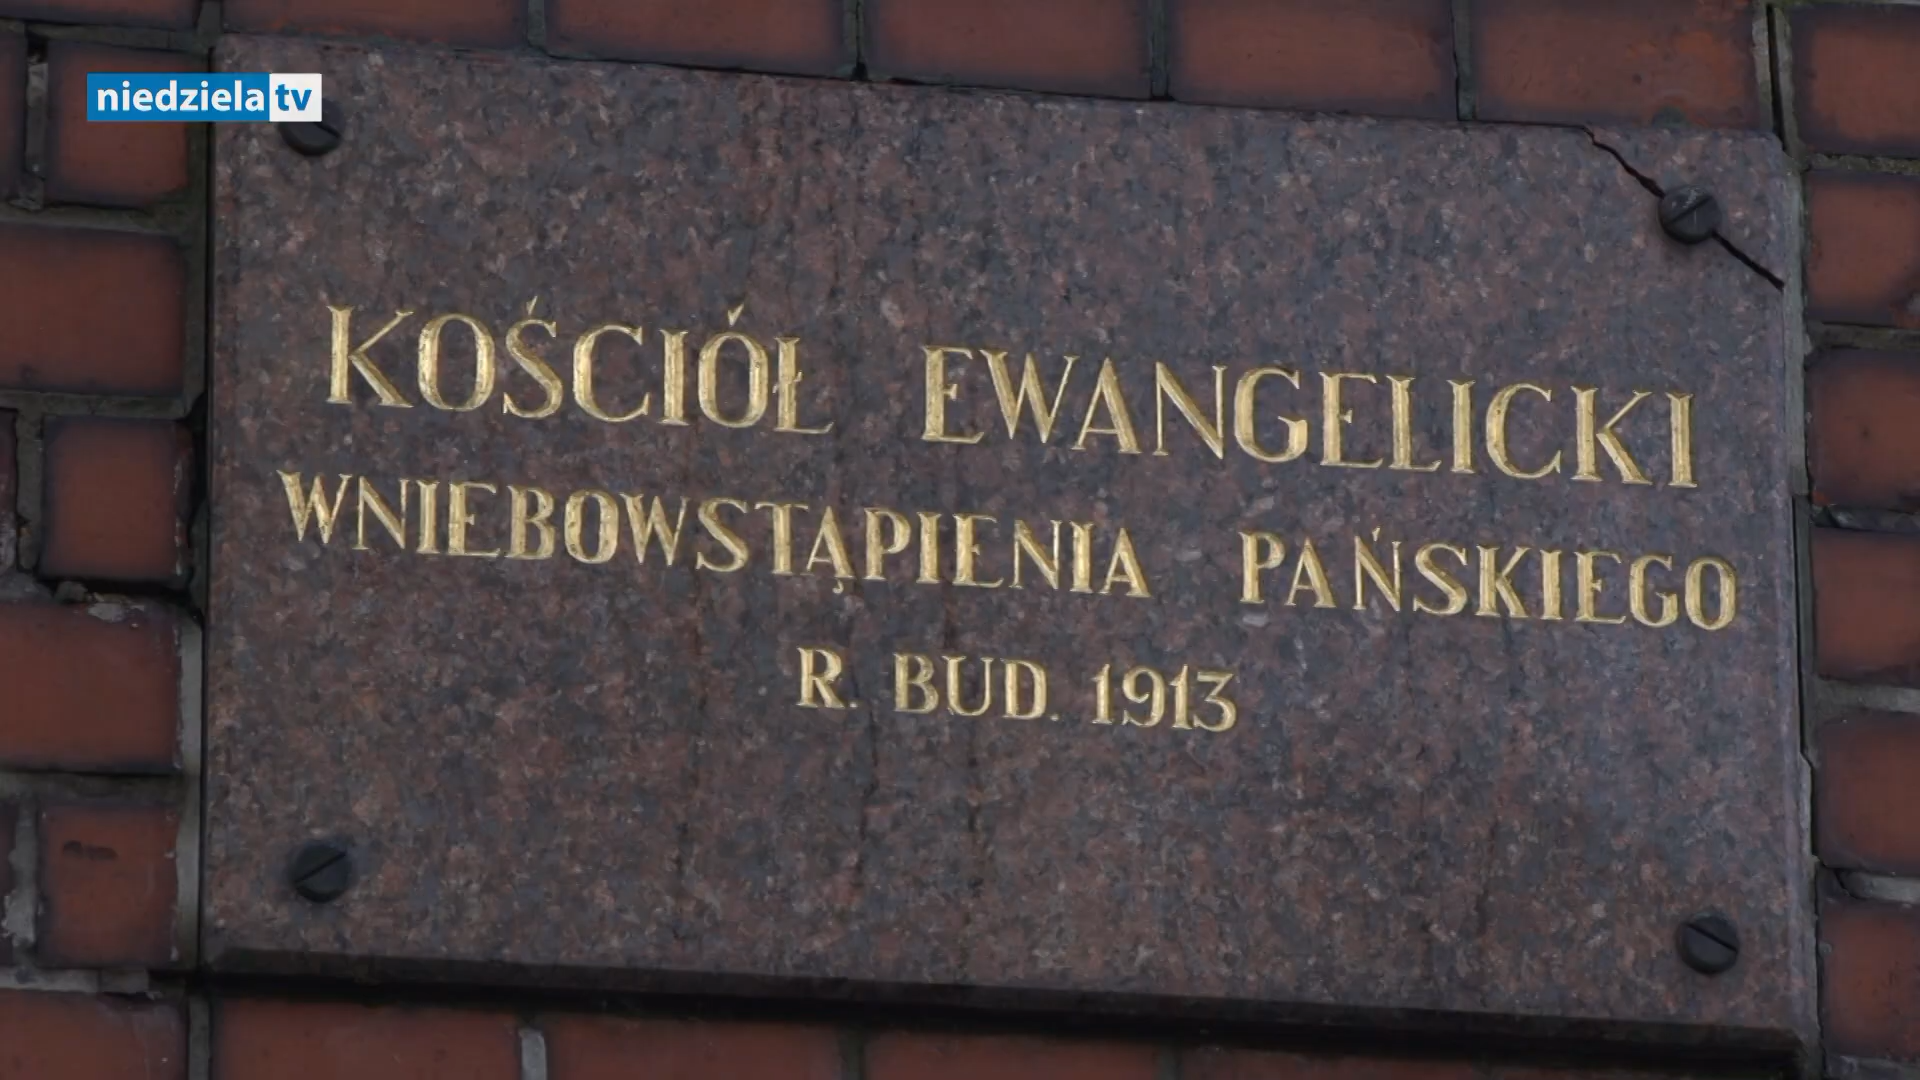 niedziela tv
KOŚCIÓŁ EWANGELICKI
WNIEBOWSTĄPIENIA PAŃSKIEGO
R. BUD. 1913